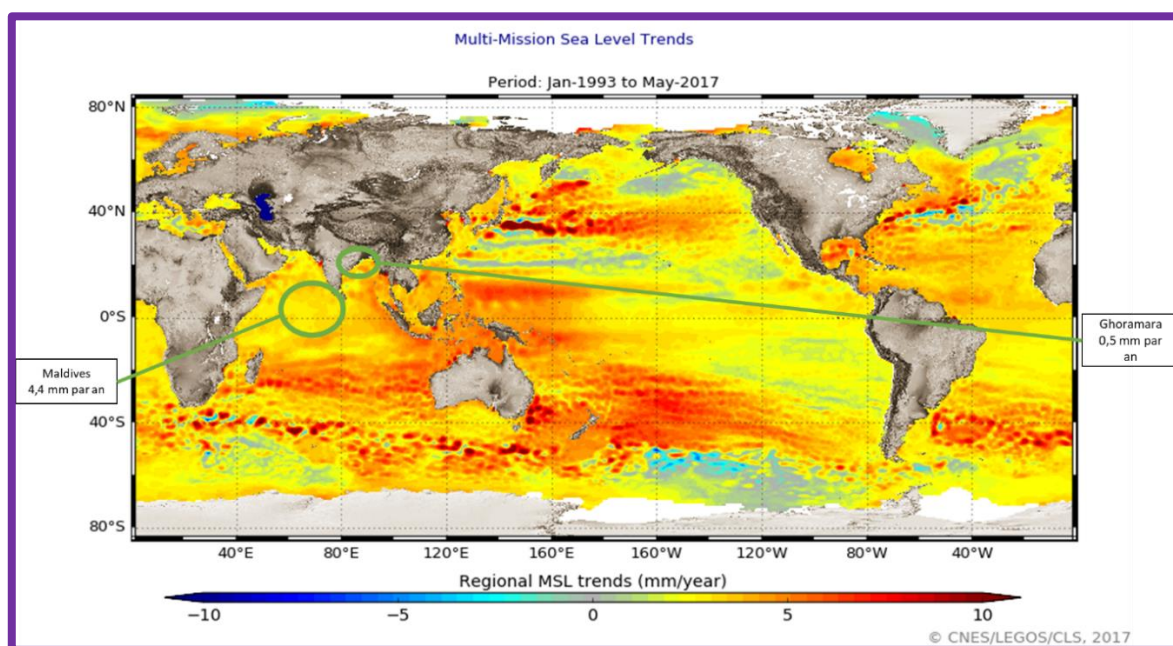 Multi-Mission Sea Level Trends
Period: Jan-1993 to May-2017
80°N
40°N
0°S
40°S
80°S
Maldives
4,4 mm par an
Ghoramara
0,5 mm par
an
40°E 80°E 120°E 160°E 160°W 120°W 80°W 40°W
Regional MSL trends (mm/year)
−10 −5 0 5 10
© CNES/LEGOS/CLS, 2017